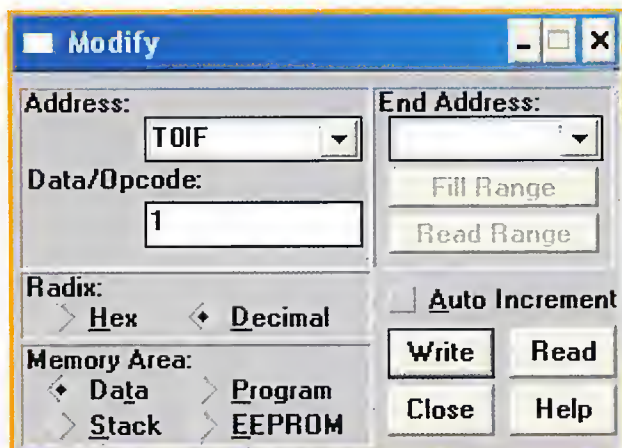 Modify
Address:
T0IF
Data/Opcode:
1
End Address:
Fill Range
Read Range
Radix:
Hex Decimal
Auto Increment
Memory Area:
Data Program
Stack EEPROM
Write Read
Close Help